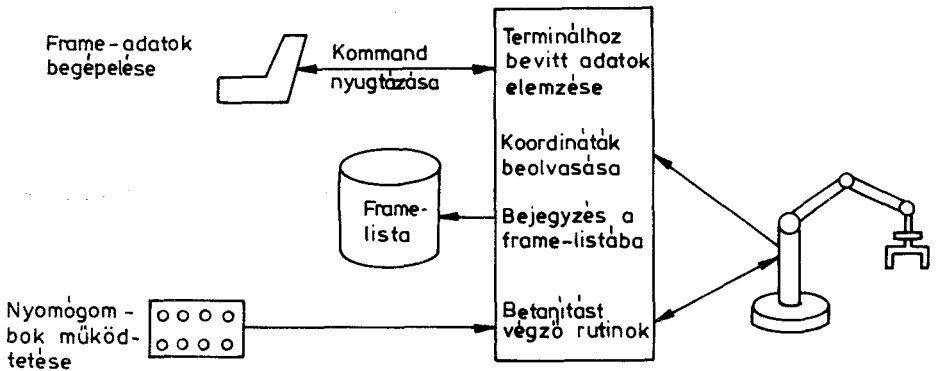 Frame-adatok
begépelése
Kommand
nyugtázása
Terminálhoz
bevitt adatok
elemzése
Koordináták
beolvasása
Frame-
lista
Bejegyzés a
frame-listába
Nyomógom-
bok működ-
tetése
Betanítást
végző rutinok